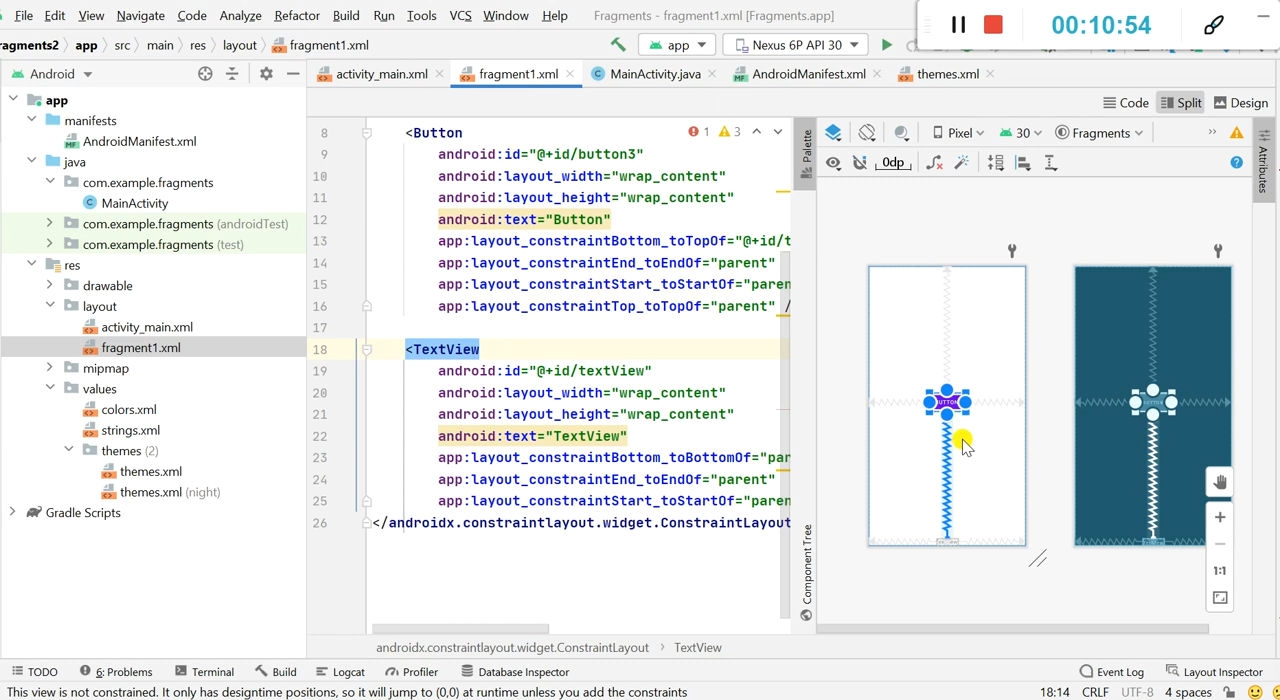 File Edit View Navigate Code Analyze Refactor Build Run Tools VCS Window Help Fragments - fragment1.xml [Fragments.app]
00:10:54
ragments2 app src main res layout fragment1.xml app Nexus 6P API 30
Android activity_main.xml fragment1.xml MainActivity.java AndroidManifest.xml themes.xml
Code Split Design
app
manifests
AndroidManifest.xml
java
com.example.fragments
MainActivity
com.example.fragments (androidTest)
com.example.fragments (test)
res
drawable
layout
activity_main.xml
fragment1.xml
mipmap
values
colors.xml
strings.xml
themes (2)
themes.xml
themes.xml (night)
Gradle Scripts
8 <Button 1 3
9 android:id="@+id/button3"
10 android:layout_width="wrap_content"
11 android:layout_height="wrap_content"
12 android:text="Button"
13 app:layout_constraintBottom_toTopOf="@+id/t
14 app:layout_constraintEnd_toEndOf="parent"
15 app:layout_constraintStart_toStartOf="paren
16 app:layout_constraintTop_toTopOf="parent" /
17
18 <TextView
19 android:id="@+id/textView"
20 android:layout_width="wrap_content"
21 android:layout_height="wrap_content"
22 android:text="TextView"
23 app:layout_constraintBottom_toBottomOf="par
24 app:layout_constraintEnd_toEndOf="parent"
25 app:layout_constraintStart_toStartOf="paren
26 </androidx.constraintlayout.widget.ConstraintLayout
Palette
Component Tree
Pixel 30 Fragments
0dp
Attributes
1:1
androidx.constraintlayout.widget.ConstraintLayout TextView
TODO 6: Problems Terminal Build Logcat Profiler Database Inspector Event Log Layout Inspector
This view is not constrained. It only has designtime positions, so it will jump to (0,0) at runtime unless you add the constraints 18:14 CRLF UTF-8 4 spaces